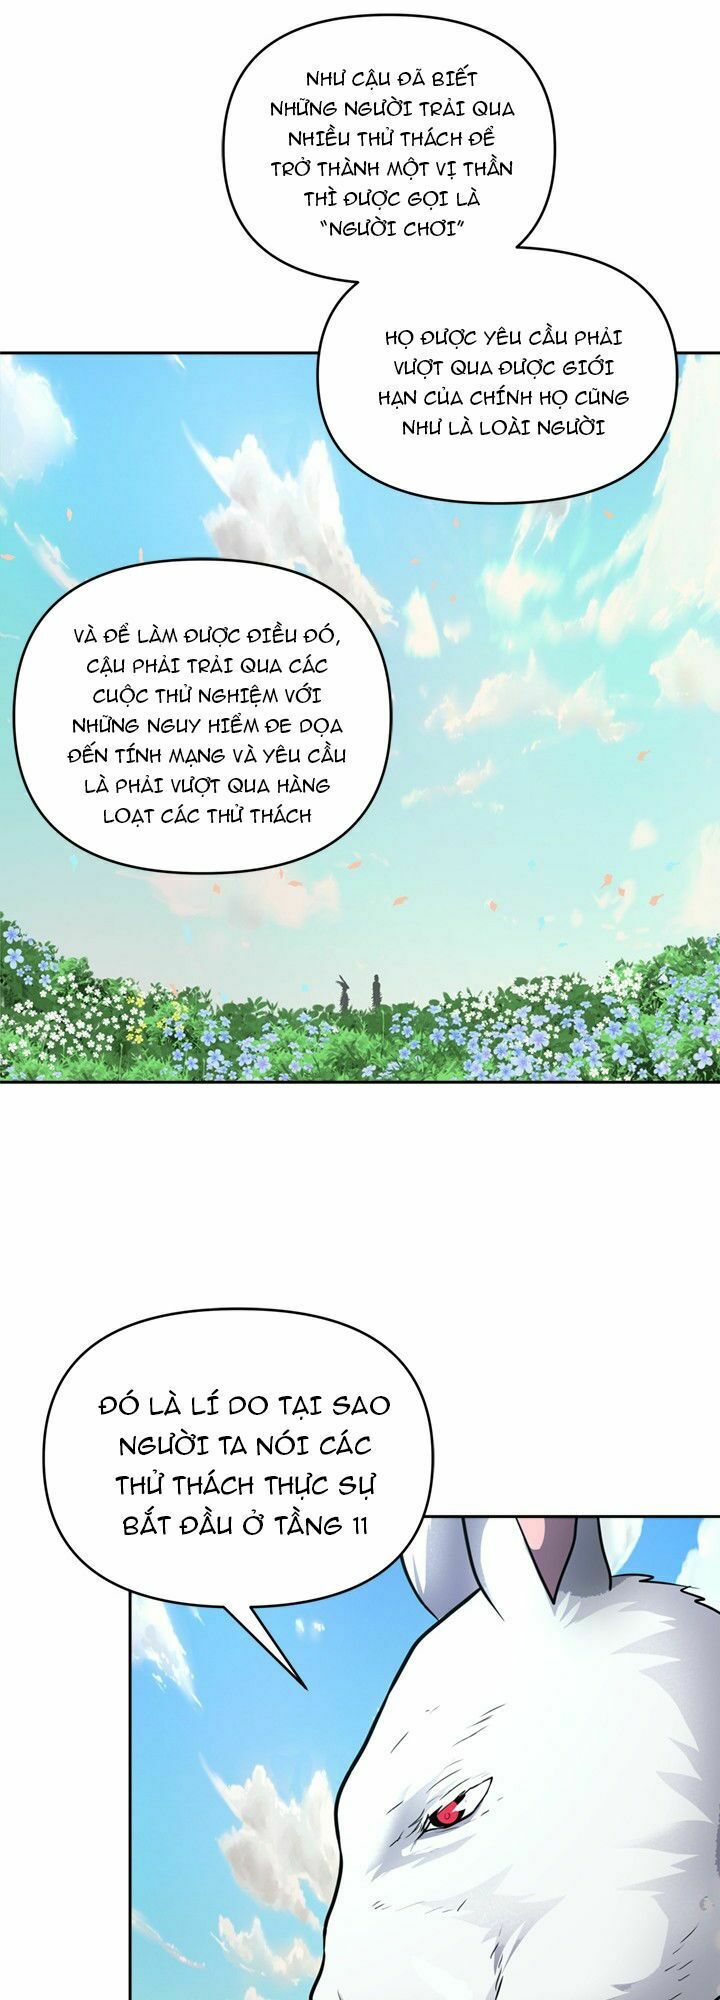 NHƯ CẬU ĐÃ BIẾT
NHỮNG NGƯỜI TRẢI QUA
NHIỀU THỬ THÁCH ĐỂ
TRỞ THÀNH MỘT VỊ THẦN
THÌ ĐƯỢC GỌI LÀ
“NGƯỜI CHƠI”
HỌ ĐƯỢC YÊU CẦU PHẢI
VƯỢT QUA ĐƯỢC GIỚI
HẠN CỦA CHÍNH HỌ CŨNG
NHƯ LÀ LOÀI NGƯỜI
VÀ ĐỂ LÀM ĐƯỢC ĐIỀU ĐÓ,
CẬU PHẢI TRẢI QUA CÁC
CUỘC THỬ NGHIỆM VỚI
NHỮNG NGUY HIỂM ĐE DỌA
ĐẾN TÍNH MẠNG VÀ YÊU CẦU
LÀ PHẢI VƯỢT QUA HÀNG
LOẠT CÁC THỬ THÁCH
ĐÓ LÀ LÍ DO TẠI SAO
NGƯỜI TA NÓI CÁC
THỬ THÁCH THỰC SỰ
BẮT ĐẦU Ở TẦNG 11